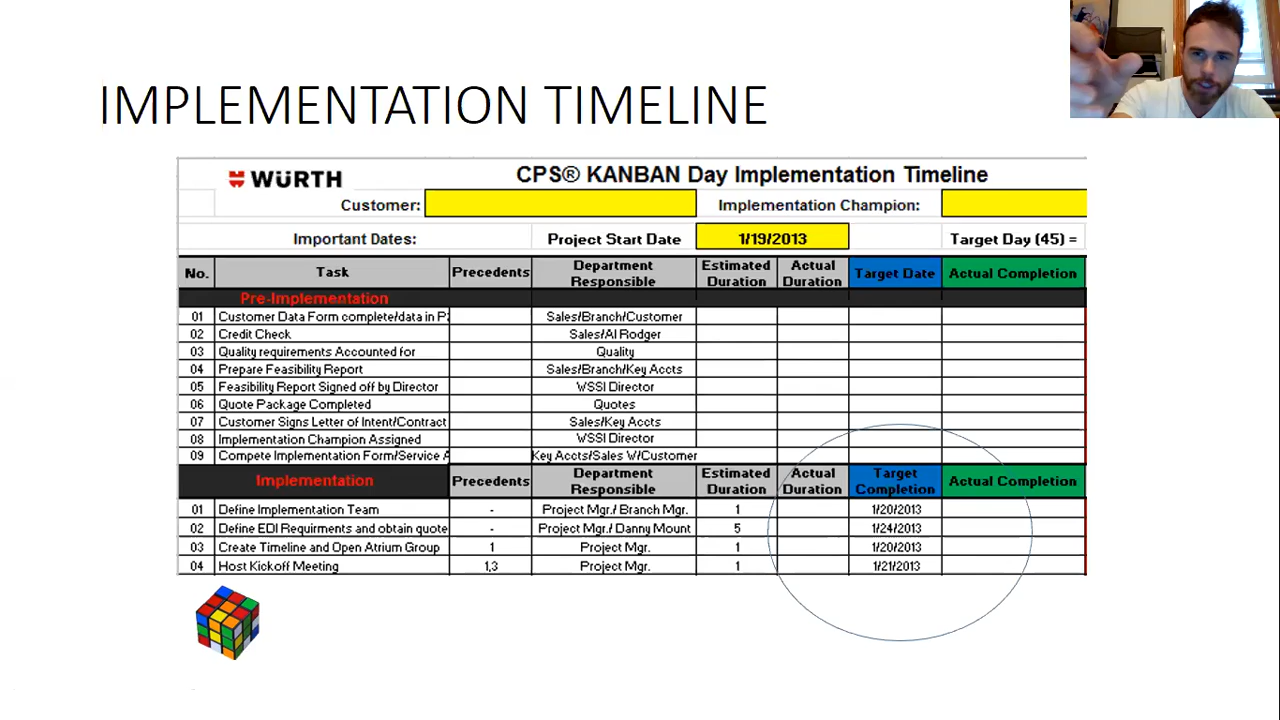 IMPLEMENTATION TIMELINE
WÜRTH
CPS® KANBAN Day Implementation Timeline
Customer: Implementation Champion:
Important Dates: Project Start Date 1/19/2013 Target Day (45) =
No. Task Precedents Department Responsible Estimated Duration Actual Duration Target Date Actual Completion
Pre-Implementation
01 Customer Data Form complete/data in Sales/Branch/Customer
02 Credit Check Sales/Al Rodger
03 Quality requirements Accounted for Quality
04 Prepare Feasibility Report Sales/Branch/Key Accts
05 Feasibility Report Signed off by Director WSSI Director
06 Quote Package Completed Quotes
07 Customer Signs Letter of Intent/Contract Sales/Key Accts
08 Implementation Champion Assigned WSSI Director
09 Compete Implementation Form/Service A Key Accts/Sales W/Customer
Implementation Precedents Department Responsible Estimated Duration Actual Duration Target Completion Actual Completion
01 Define Implementation Team - Project Mgr./ Branch Mgr. 1 1/20/2013
02 Define EDI Requirments and obtain quote - Project Mgr./ Danny Mount 5 1/24/2013
03 Create Timeline and Open Atrium Group 1 Project Mgr. 1 1/20/2013
04 Host Kickoff Meeting 1,3 Project Mgr. 1 1/21/2013